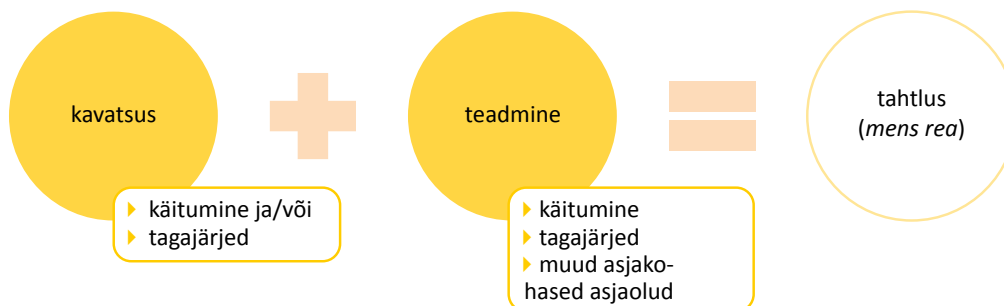 kavatsus
käitumine ja/või
tagajärjed
teadmine
käitumine
tagajärjed
muud asjako-
hased asjaolud
tahtlus
(mens rea)